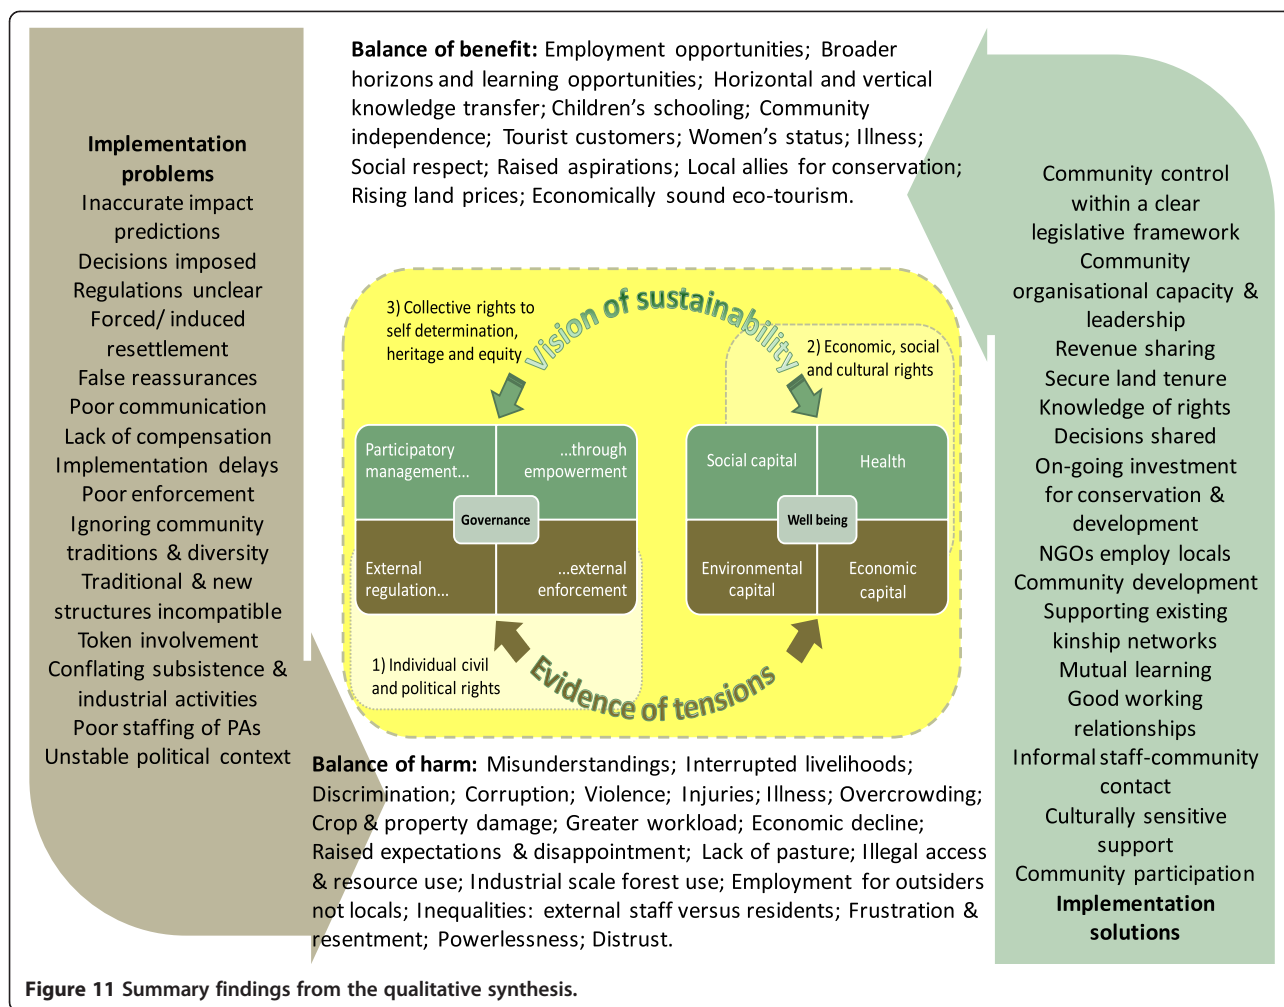 Balance of benefit: Employment opportunities; Broader
horizons and learning opportunities; Horizontal and vertical
knowledge transfer; Children's schooling; Community
independence; Tourist customers; Women's status; Illness;
Social respect; Raised aspirations; Local allies for conservation;
Rising land prices; Economically sound eco-tourism.
Implementation
problems
Inaccurate impact
predictions
Decisions imposed
Regulations unclear
Forced/ induced
resettlement
False reassurances
Poor communication
Lack of compensation
Implementation delays
Poor enforcement
Ignoring community
traditions & diversity
Traditional & new
structures incompatible
Token involvement
Conflating subsistence &
industrial activities
Poor staffing of PAs
Unstable political context
3) Collective rights to
self determination,
heritage and equity
Vision of sustainability
2) Economic, social
and cultural rights
Participatory
management...
...through
empowerment
Governance
External
regulation...
...external
enforcement
Social capital
Health
Well being
Environmental
capital
Economic
capital
1) Individual civil
and political rights
Evidence of tensions
Community control
within a clear
legislative framework
Community
organisational capacity &
leadership
Revenue sharing
Secure land tenure
Knowledge of rights
Decisions shared
On-going investment
for conservation &
development
NGOs employ locals
Community development
Supporting existing
kinship networks
Mutual learning
Good working
relationships
Informal staff-community
contact
Culturally sensitive
support
Community participation
Implementation
solutions
Balance of harm: Misunderstandings; Interrupted livelihoods;
Discrimination; Corruption; Violence; Injuries; Illness; Overcrowding;
Crop & property damage; Greater workload; Economic decline;
Raised expectations & disappointment; Lack of pasture; Illegal access
& resource use; Industrial scale forest use; Employment for outsiders
not locals; Inequalities: external staff versus residents; Frustration &
resentment; Powerlessness; Distrust.
Figure 11 Summary findings from the qualitative synthesis.